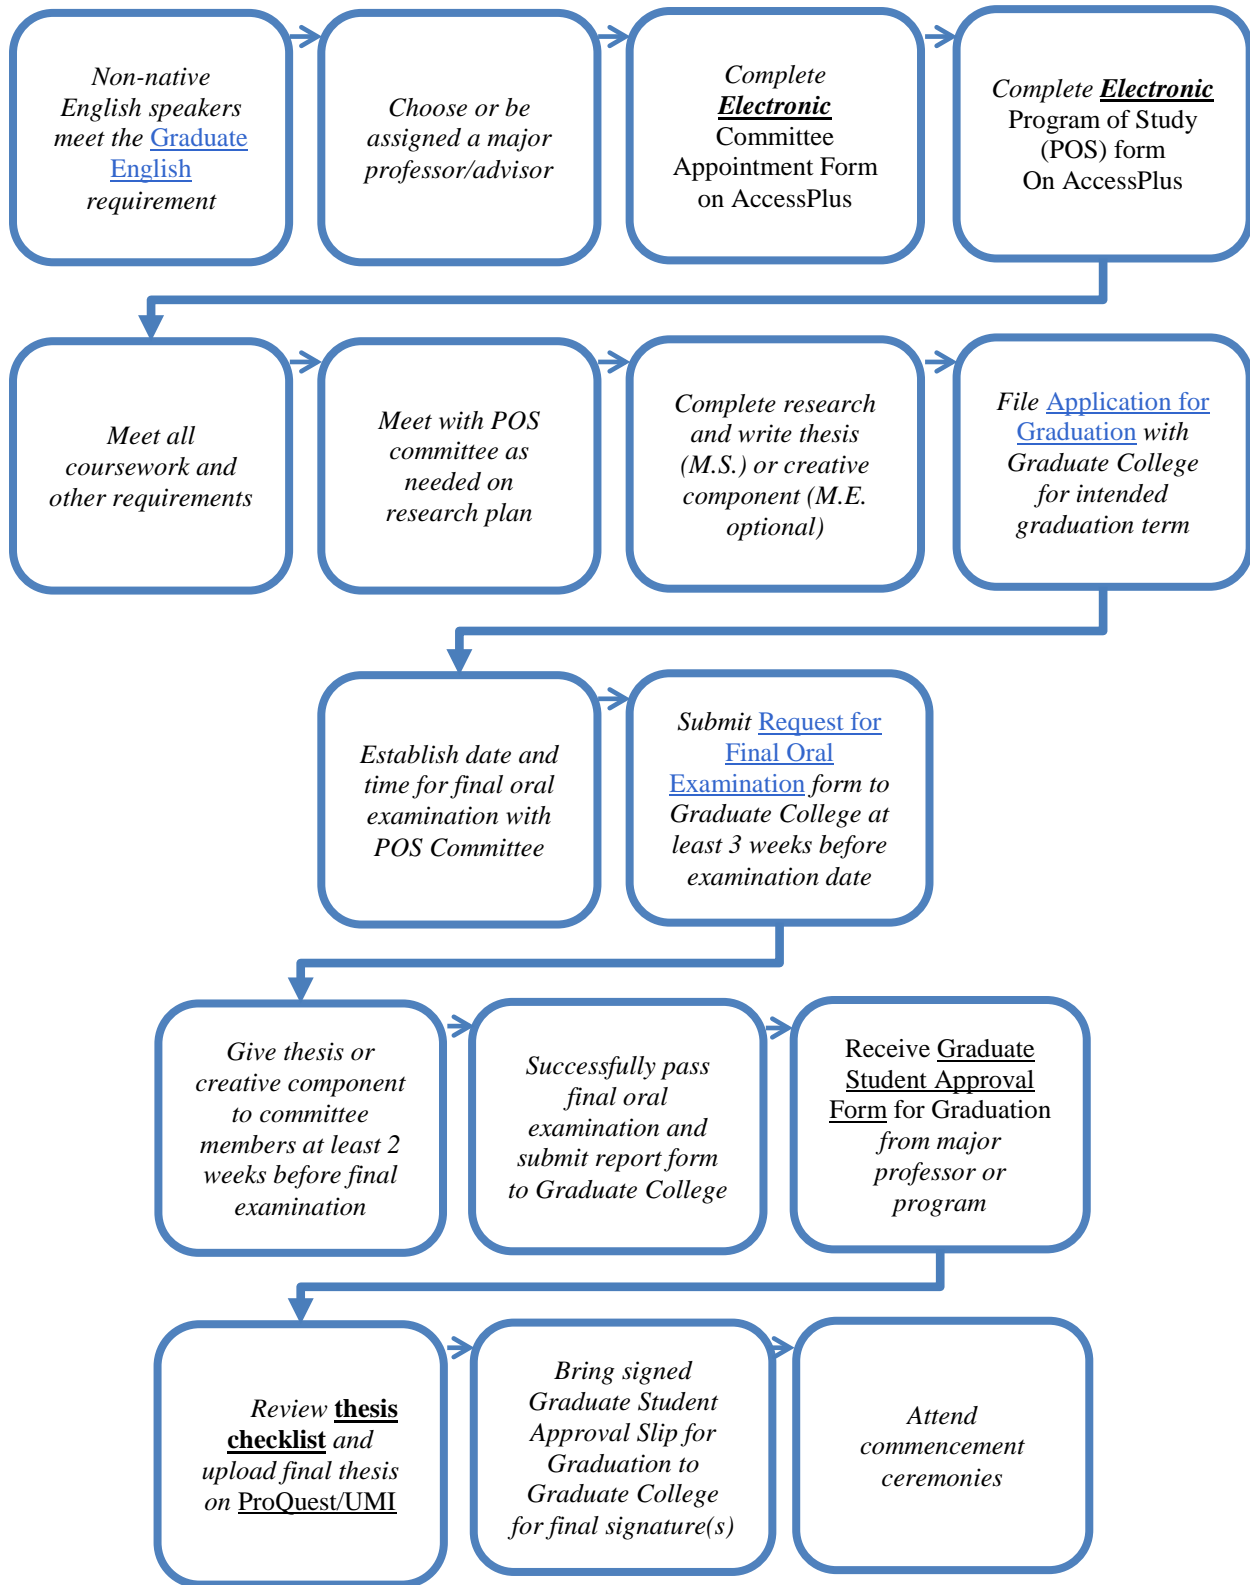 Non-native
English speakers
meet the Graduate
English
requirement
Choose or be
assigned a major
professor/advisor
Complete
Electronic
Committee
Appointment Form
on AccessPlus
Complete Electronic
Program of Study
(POS) form
On AccessPlus
Meet all
coursework and
other requirements
Meet with POS
committee as
needed on
research plan
Complete research
and write thesis
(M.S.) or creative
component (M.E.
optional)
File Application for
Graduation with
Graduate College
for intended
graduation term
Establish date and
time for final oral
examination with
POS Committee
Submit Request for
Final Oral
Examination form to
Graduate College at
least 3 weeks before
examination date
Give thesis or
creative component
to committee
members at least 2
weeks before final
examination
Successfully pass
final oral
examination and
submit report form
to Graduate College
Receive Graduate
Student Approval
Form for Graduation
from major
professor or
program
Review thesis
checklist and
upload final thesis
on ProQuest/UMI
Bring signed
Graduate Student
Approval Slip for
Graduation to
Graduate College
for final signature(s)
Attend
commencement
ceremonies